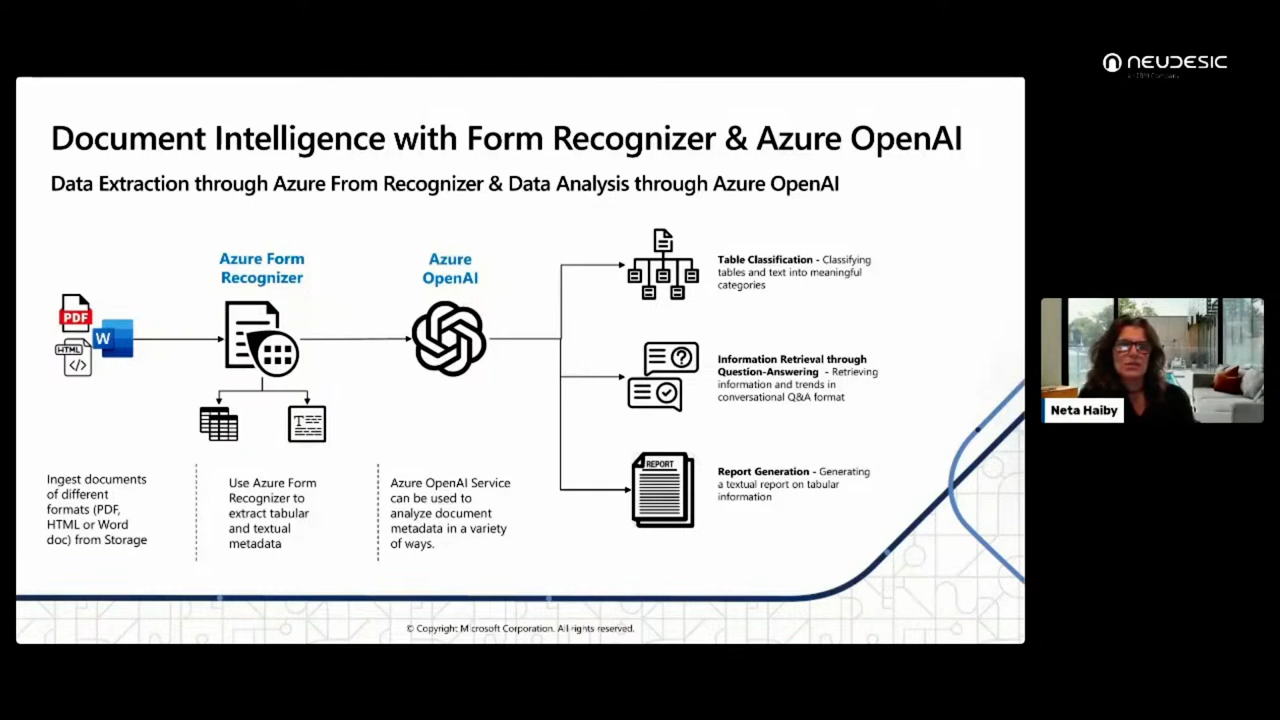 NEUDESIC
an IBM Company
Document Intelligence with Form Recognizer & Azure OpenAI
Data Extraction through Azure From Recognizer & Data Analysis through Azure OpenAI
Azure Form
Recognizer
Azure
OpenAI
PDF
W
HTML
</>
T
REPORT
Table Classification - Classifying
tables and text into meaningful
categories
Information Retrieval through
Question-Answering - Retrieving
information and trends in
conversational Q&A format
Report Generation - Generating
a textual report on tabular
information
Ingest documents
of different
formats (PDF,
HTML or Word
doc) from Storage
Use Azure Form
Recognizer to
extract tabular
and textual
metadata
Azure OpenAI Service
can be used to
analyze document
metadata in a variety
of ways.
Neta Haiby
© Copyright Microsoft Corporation. All rights reserved.